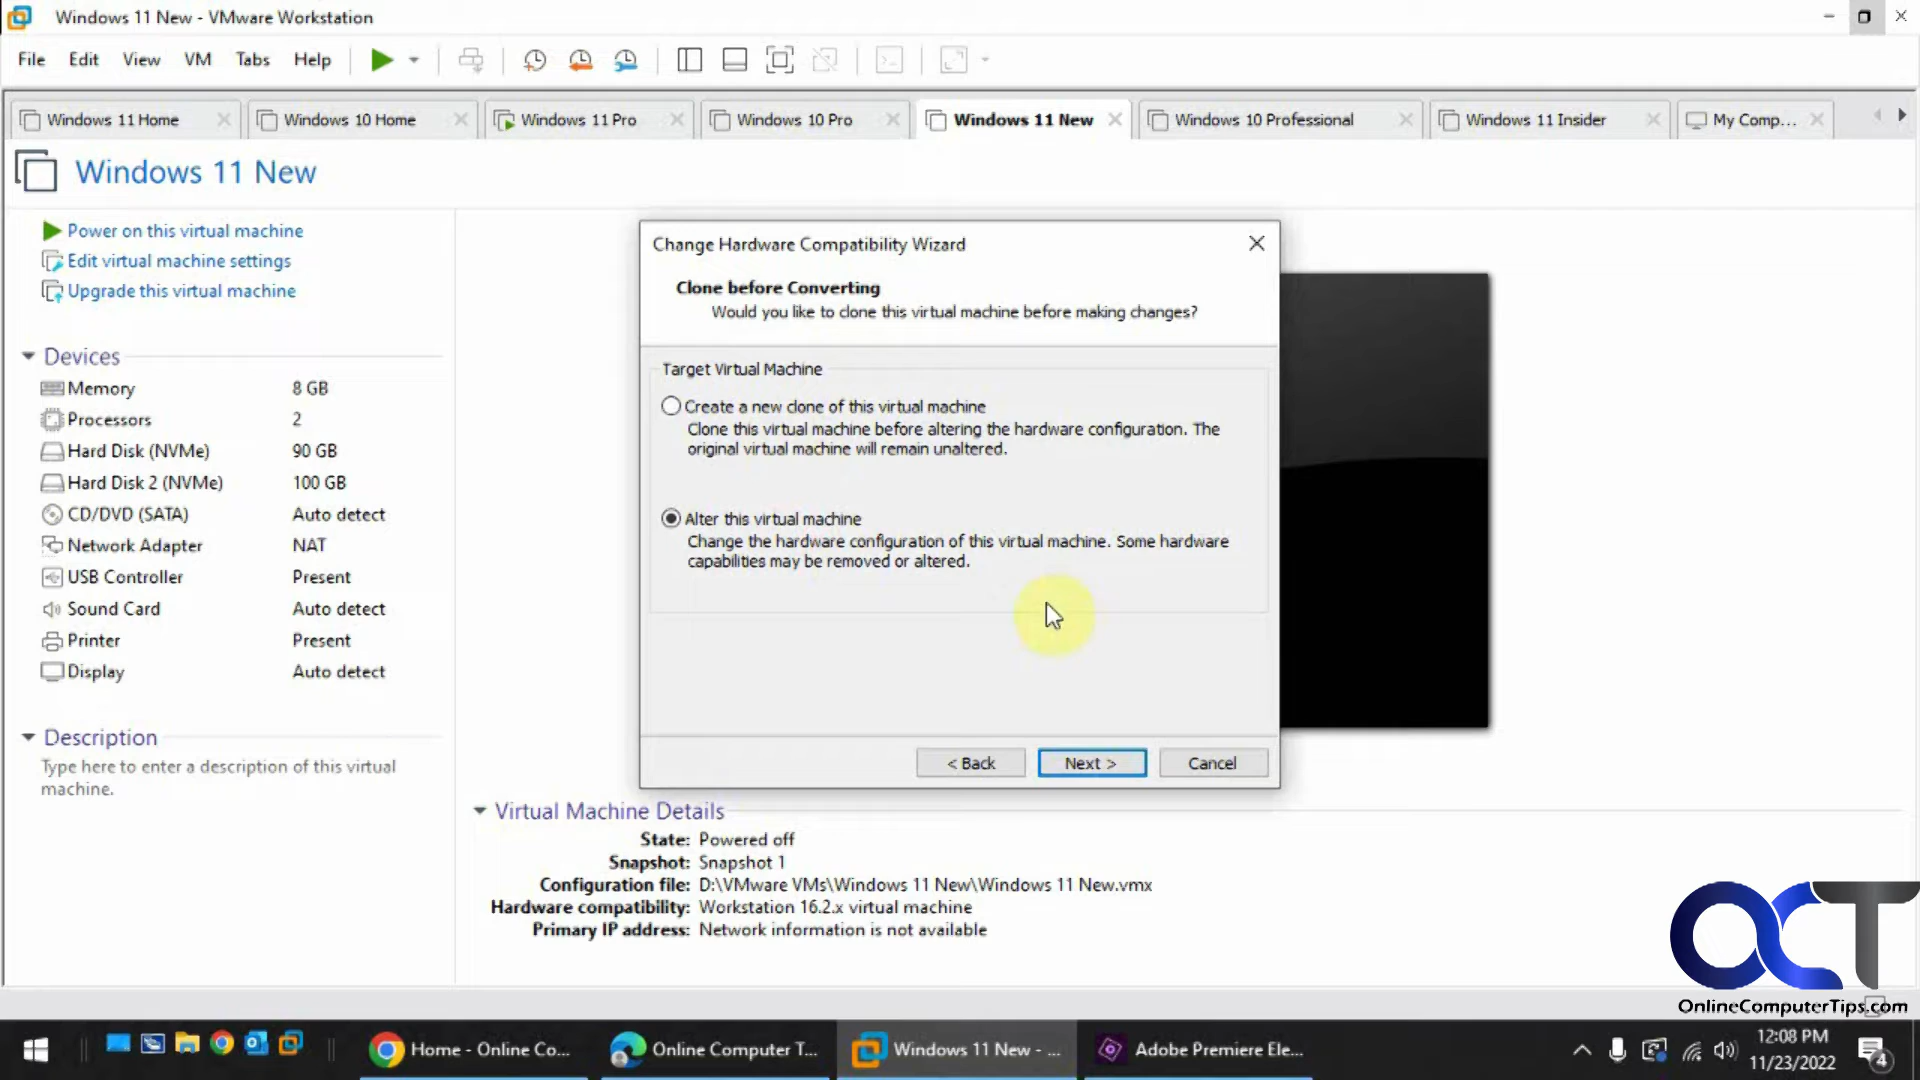 Windows 11 New - VMware Workstation
File Edit View VM Tabs Help
Windows 11 Home Windows 10 Home Windows 11 Pro Windows 10 Pro Windows 11 New Windows 10 Professional Windows 11 Insider My Comp...
Windows 11 New
Power on this virtual machine
Edit virtual machine settings
Upgrade this virtual machine
Devices
Memory 8 GB
Processors 2
Hard Disk (NVMe) 90 GB
Hard Disk 2 (NVMe) 100 GB
CD/DVD (SATA) Auto detect
Network Adapter NAT
USB Controller Present
Sound Card Auto detect
Printer Present
Display Auto detect
Description
Type here to enter a description of this virtual
machine.
Change Hardware Compatibility Wizard
Clone before Converting
Would you like to clone this virtual machine before making changes?
Target Virtual Machine
Create a new clone of this virtual machine
Clone this virtual machine before altering the hardware configuration. The
original virtual machine will remain unaltered.
Alter this virtual machine
Change the hardware configuration of this virtual machine. Some hardware
capabilities may be removed or altered.
< Back Next > Cancel
Virtual Machine Details
State: Powered off
Snapshot: Snapshot 1
Configuration file: D:\VMware VMs\Windows 11 New\Windows 11 New.vmx
Hardware compatibility: Workstation 16.2.x virtual machine
Primary IP address: Network information is not available
OCT
OnlineComputerTips.com
Home - Online Co... Online Computer T... Windows 11 New - ... Adobe Premiere Ele...
12:08 PM
11/23/2022
4